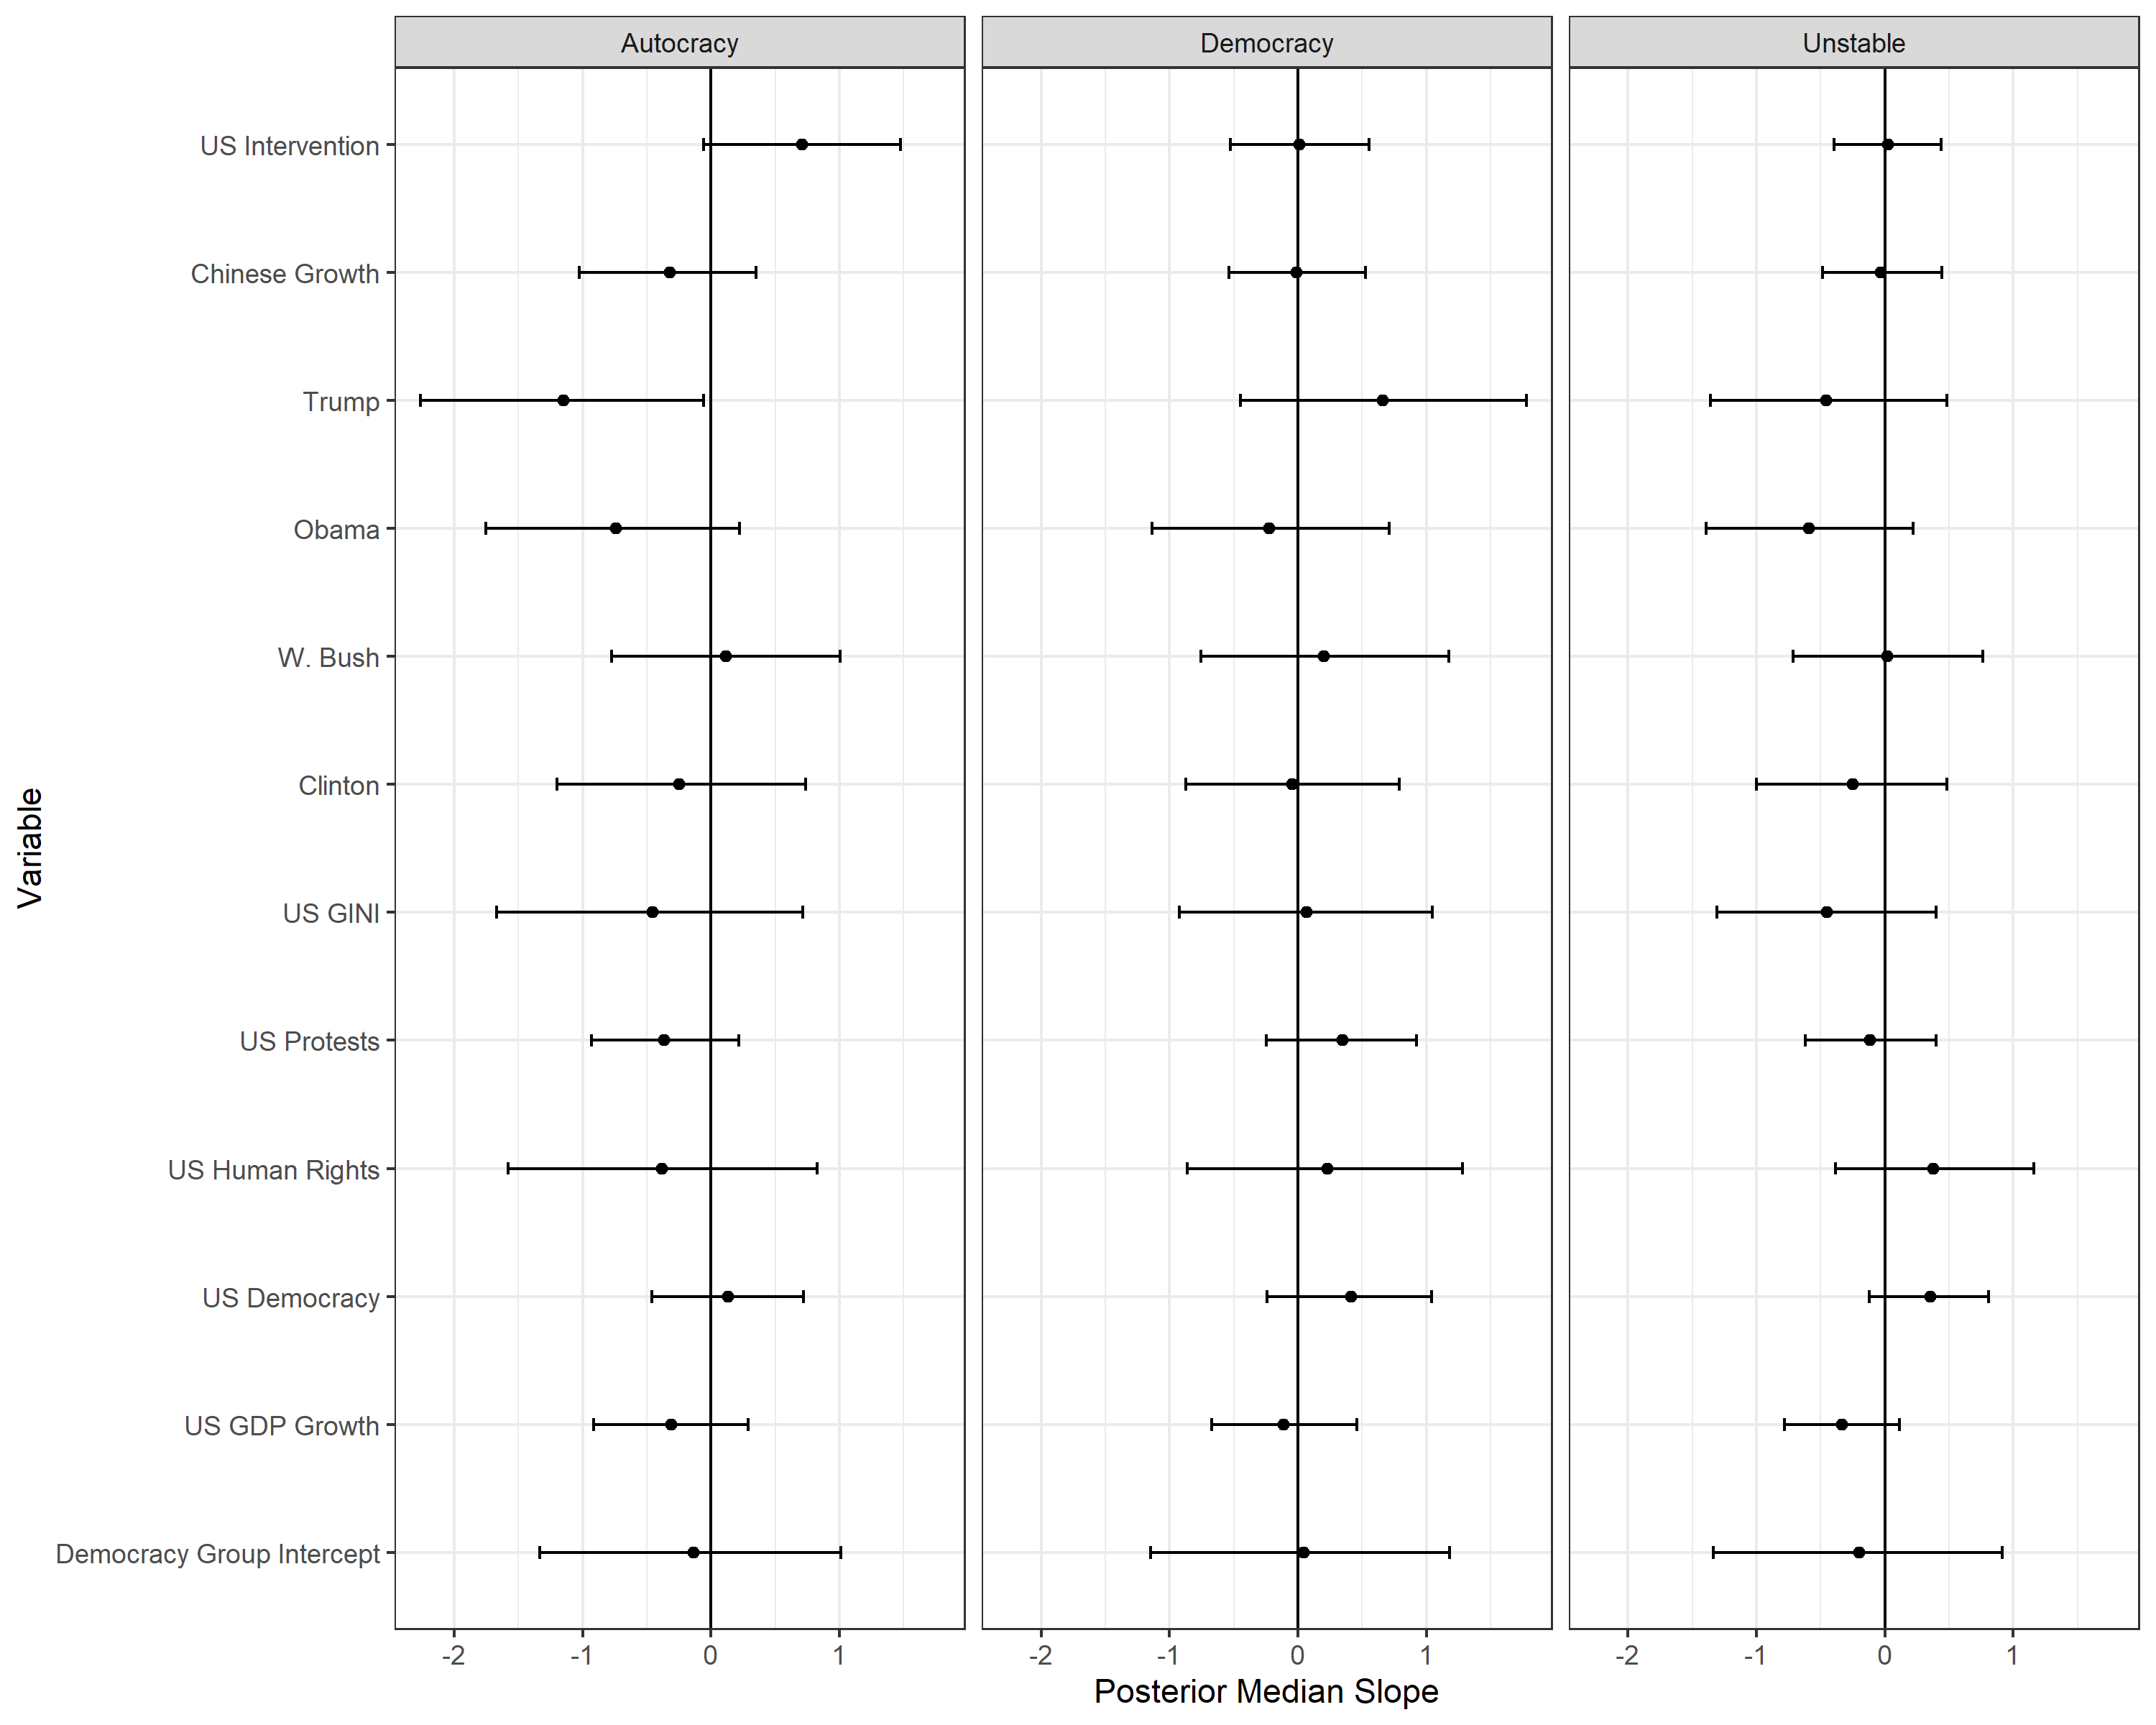 Autocracy Democracy Unstable
US Intervention
Chinese Growth
Trump
Obama
W. Bush
Clinton
US GINI
US Protests
US Human Rights
US Democracy
US GDP Growth
Democracy Group Intercept
Variable
-2 -1 0 1 -2 -1 0 1 -2 -1 0 1
Posterior Median Slope